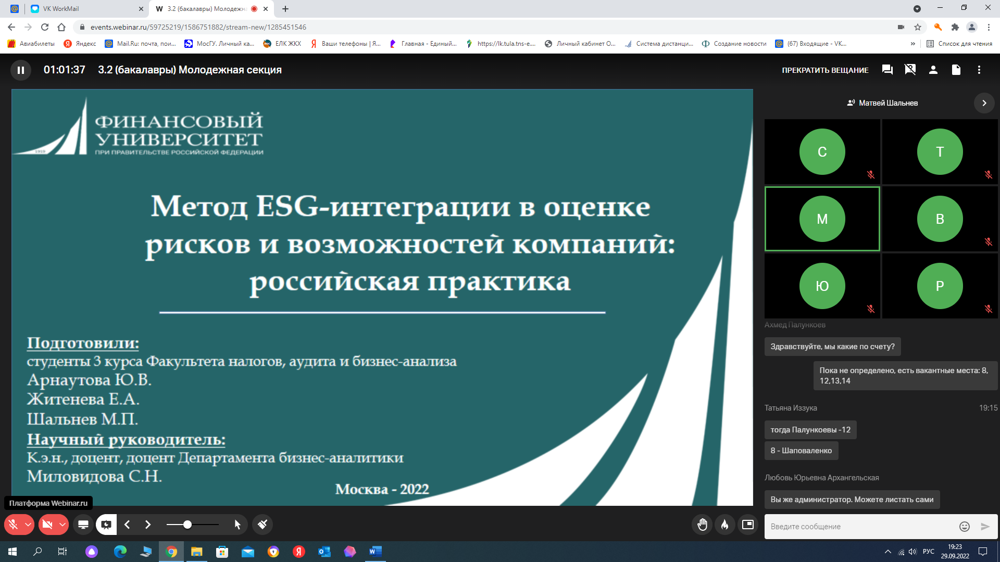 VK WorkMail
3.2 (бакалавры) Молодежна
events.webinar.ru/59725219/1586751882/stream-new/1285451546
Авиабилеты
Яндекс
Mail.Ru: почта, пои...
МосГУ. Личный ка...
ЕЛК ЖКХ
Ваши телефоны | Я...
Главная - Единый...
https://lk.tula.tns-e....
Личный кабинет О...
Система дистанци...
Создание новости
(67) Входящие - VK...
»
Список для чтения
01:01:37
3.2 (бакалавры) Молодежная секция
ПРЕКРАТИТЬ ВЕЩАНИЕ
1919
ФИНАНСОВЫЙ
УНИВЕРСИТЕТ
ПРИ ПРАВИТЕЛЬСТВЕ РОССИЙСКОЙ ФЕДЕРАЦИИ
Метод ESG-интеграции в оценке
рисков и возможностей компаний:
российская практика
Подготовили:
студенты 3 курса Факультета налогов, аудита и бизнес-анализа
Арнаутова Ю.В.
Житенева Е.А.
Шальнев М.П.
Научный руководитель:
К.э.н., доцент, доцент Департамента бизнес-аналитики
Миловидова С.Н.
Москва - 2022
Платформа Webinar.ru
Матвей Шальнев
С
Т
М
В
Ю
Р
Ахмед Палункоев
Здравствуйте, мы какие по счету?
Пока не определено, есть вакантные места: 8,
12,13,14
Татьяна Иззука
19:15
тогда Палункоевы -12
8 - Шаповаленко
Любовь Юрьевна Архангельская
Вы же администратор. Можете листать сами
Введите сообщение
РУС
19:23
29.09.2022